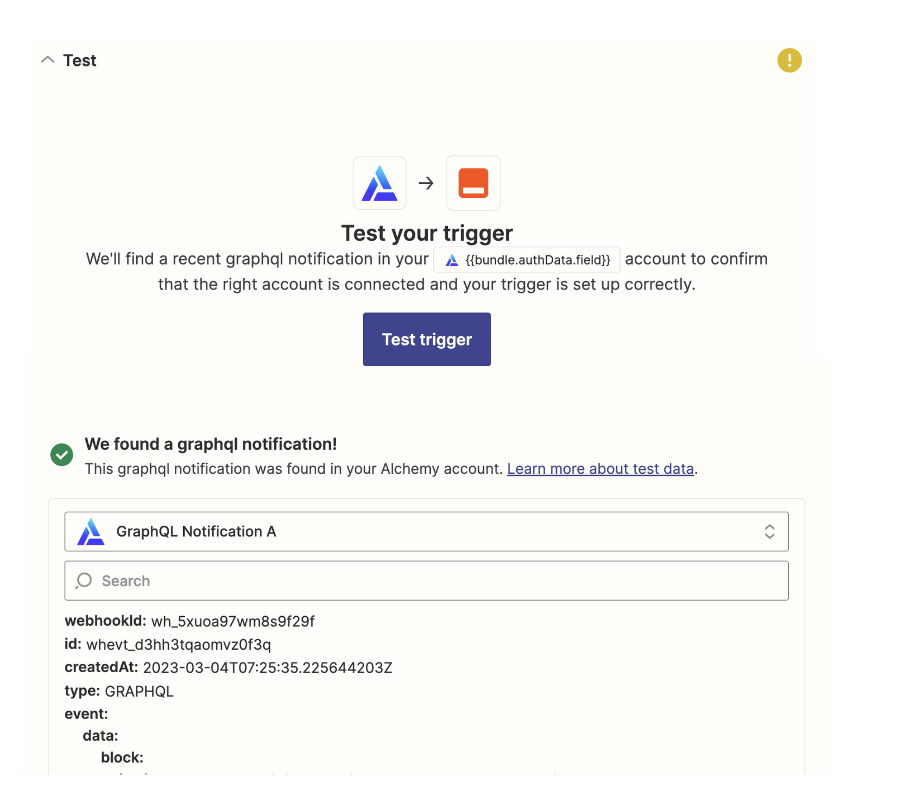 Test
Test your trigger
We'll find a recent graphql notification in your {{bundle.authData.field}} account to confirm
that the right account is connected and your trigger is set up correctly.
Test trigger
We found a graphql notification!
This graphql notification was found in your Alchemy account. Learn more about test data.
GraphQL Notification A
Search
webhookId: wh_5xuoa97wm8s9f29f
id: whevt_d3hh3tqaomvz0f3q
createdAt: 2023-03-04T07:25:35.225644203Z
type: GRAPHQL
event:
data:
block: